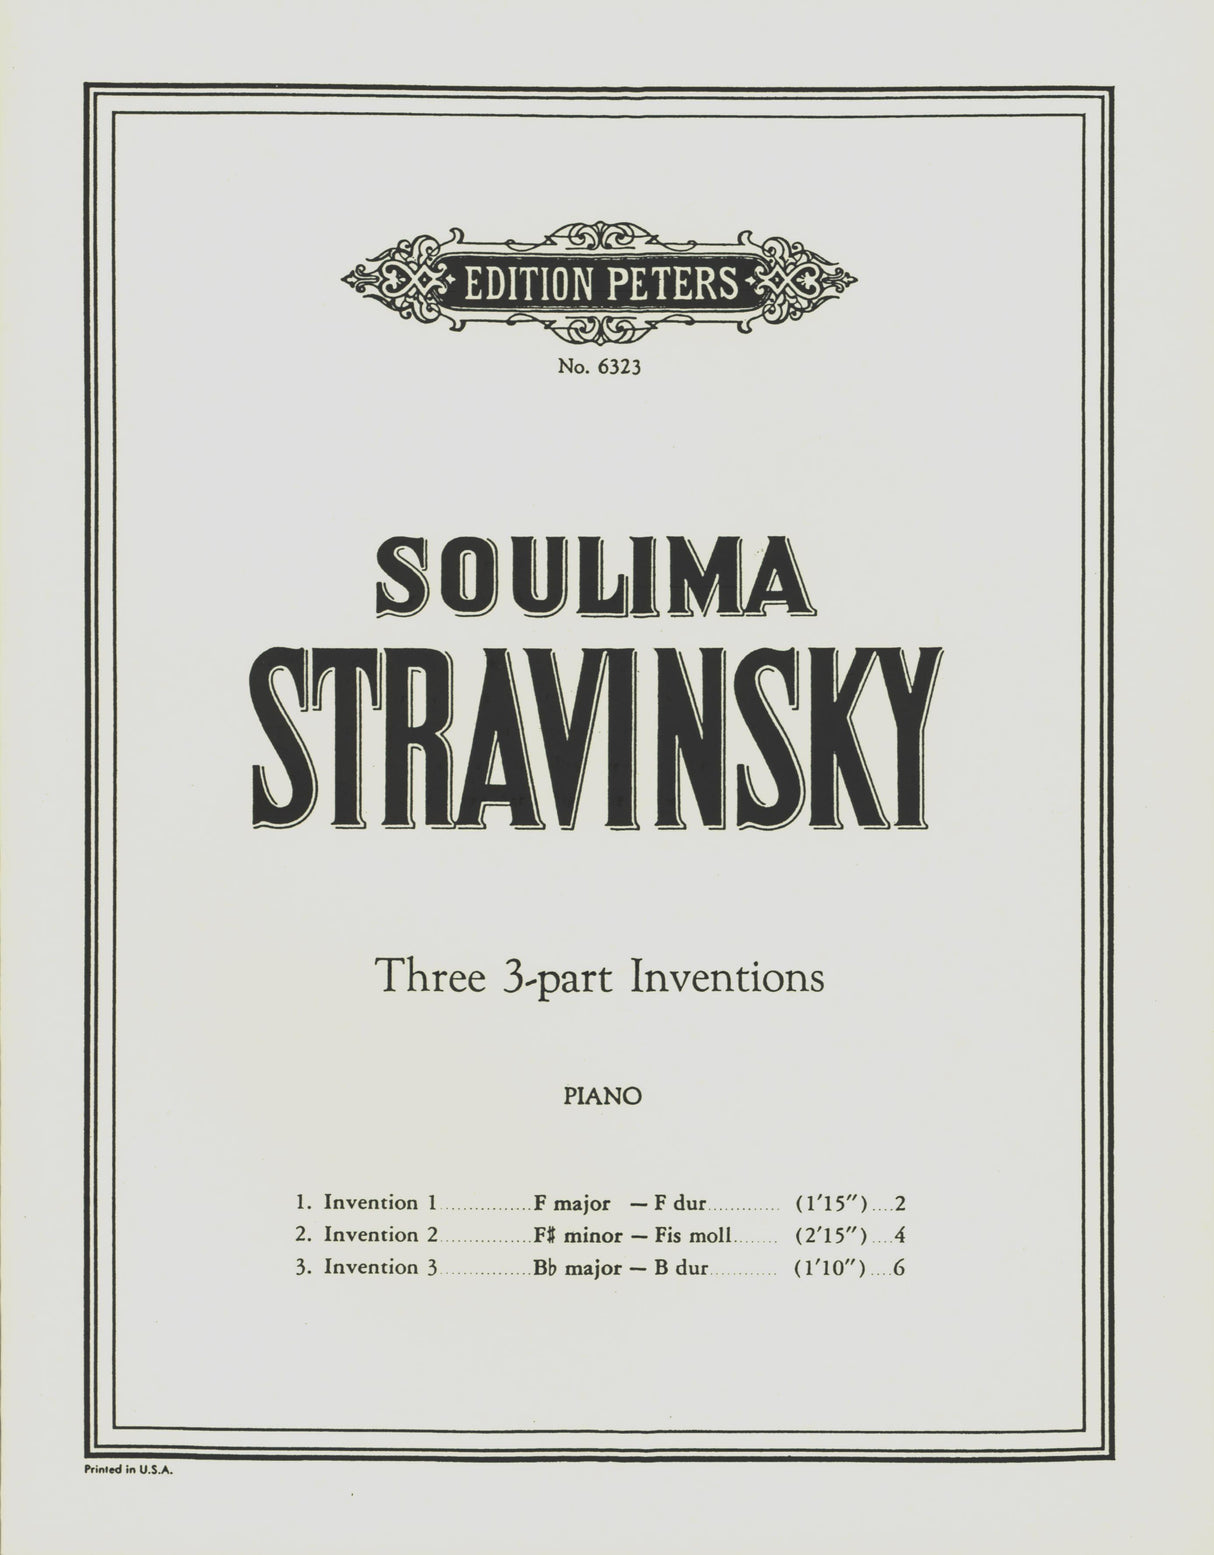 EDITION PETERS
No. 6323
SOULIMA
STRAVINSKY
Three 3-part Inventions
PIANO
1. Invention 1................F major — F dur............. (1′15″)....2
2. Invention 2................F♯ minor — Fis moll........ (2′15″)....4
3. Invention 3................B♭ major — B dur............ (1′10″)....6
Printed in U.S.A.